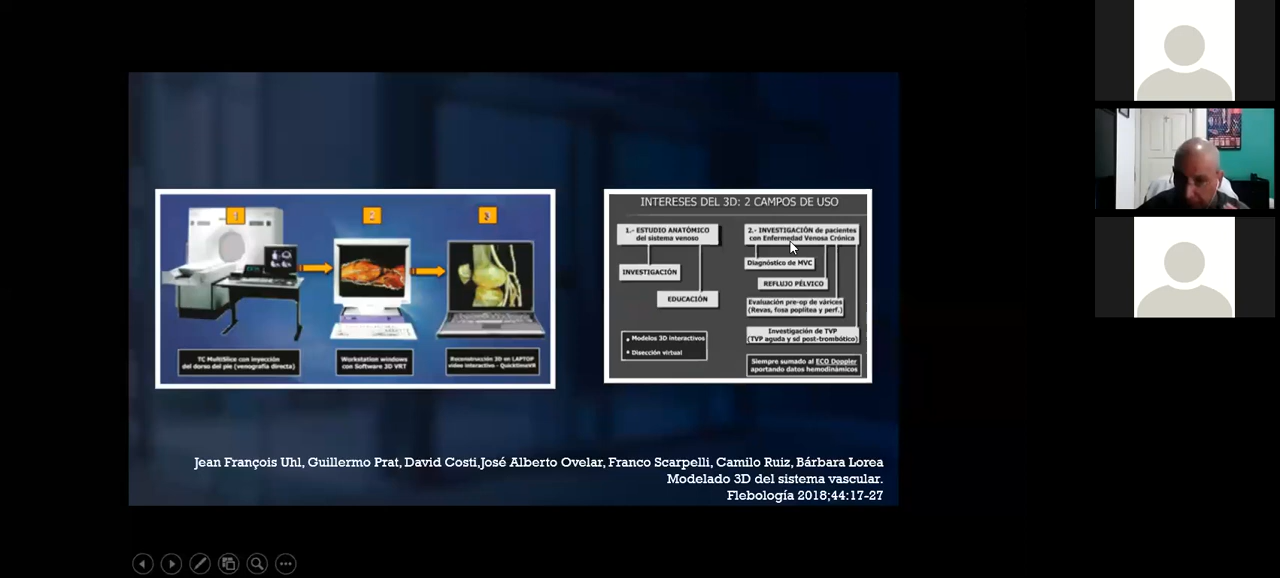 1
2
3
TC MultiSlice con inyección
del dorso del pie (venografía directa)
Workstation windows
con Software 3D VRT
Reconstrucción 3D en LAPTOP
video interactivo - QuicktimeVR
INTERESES DEL 3D: 2 CAMPOS DE USO
1.- ESTUDIO ANATÓMICO
del sistema venoso
INVESTIGACIÓN
EDUCACIÓN
• Modelos 3D interactivos
• Disección virtual
2.- INVESTIGACIÓN de pacientes
con Enfermedad Venosa Crónica
Diagnóstico de MVC
REFLUJO PÉLVICO
Evaluación pre-op de várices
(Revas, fosa poplítea y perf.)
Investigación de TVP
(TVP aguda y sd post-trombótico)
Siempre sumado al ECO Doppler
aportando datos hemodinámicos
Jean François Uhl, Guillermo Prat, David Costi,José Alberto Ovelar, Franco Scarpelli, Camilo Ruiz, Bárbara Lorea
Modelado 3D del sistema vascular.
Flebología 2018;44:17-27